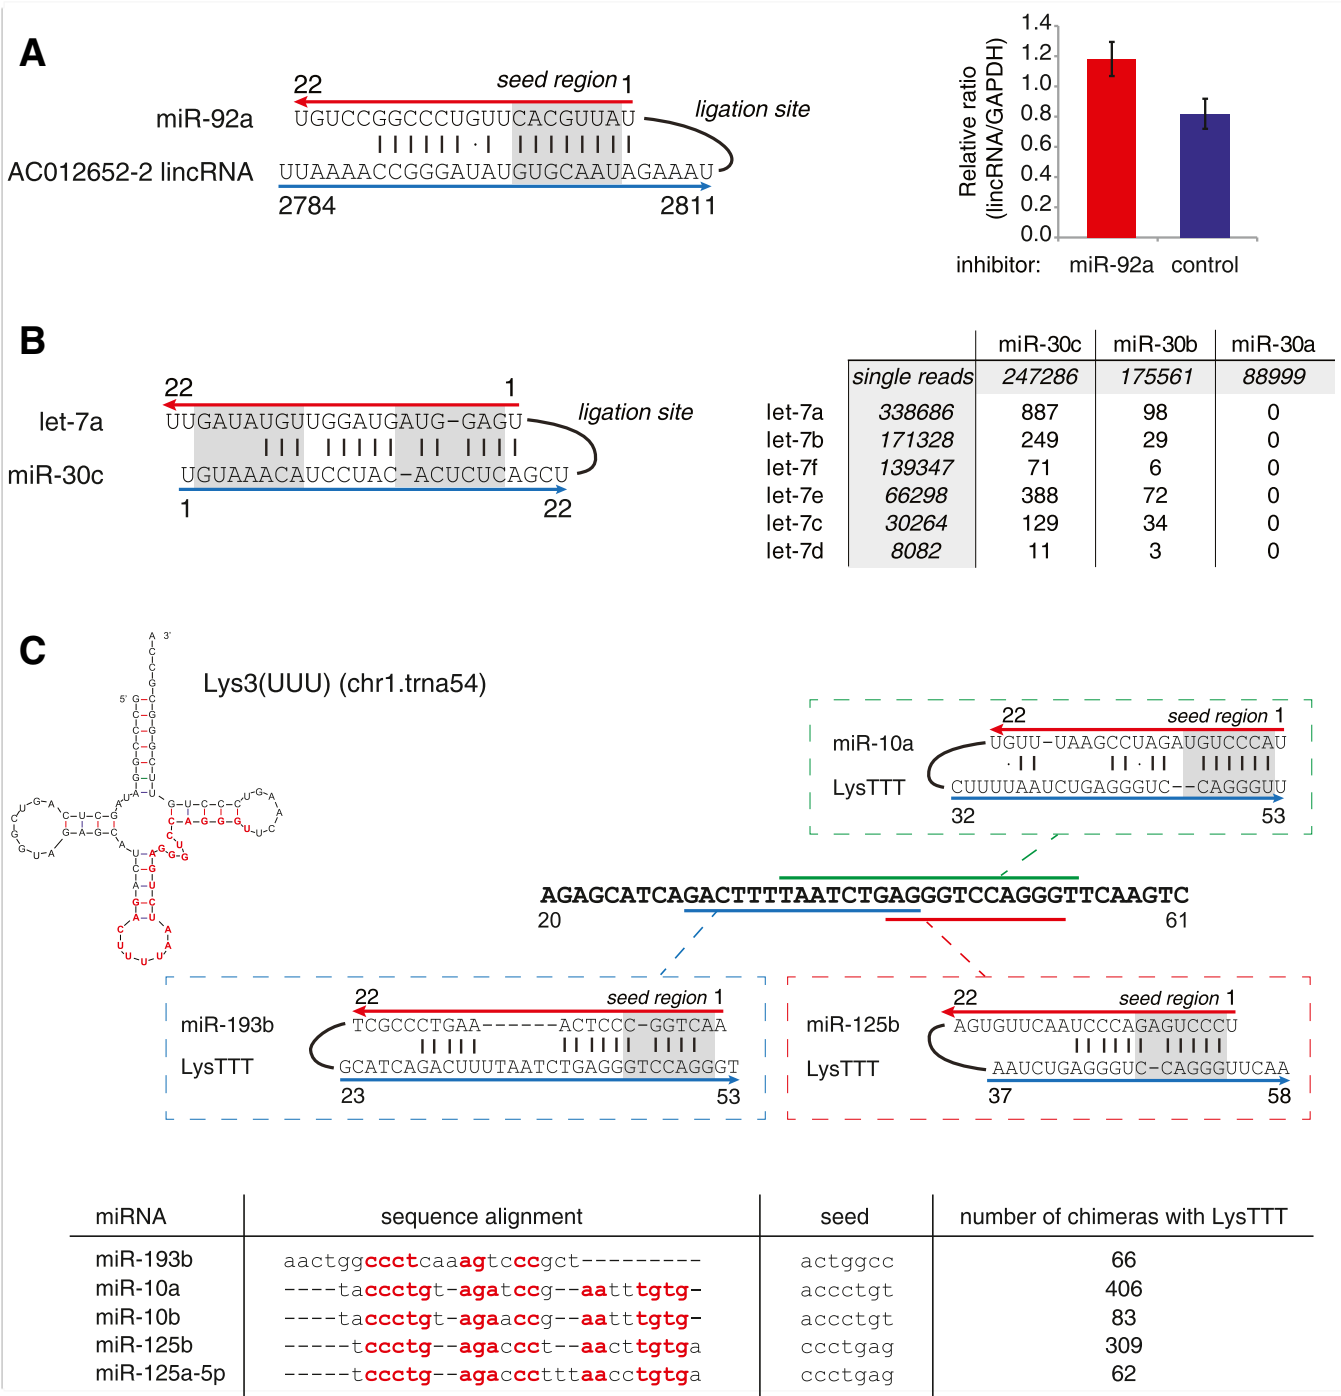 A
22
seed region
1
ligation site
miR-92a
UGUCCGGCCCUGUUCACGUUAU
AC012652-2 lincRNA
UUAAAACCGGGAUAUGUGCAAUAGAAAU
2784
2811
Relative ratio
(lincRNA/GAPDH)
1.4
1.2
1.0
0.8
0.6
0.4
0.2
0.0
inhibitor:
miR-92a
control
B
22
1
ligation site
let-7a
UUGAUAUGUUGGAUGAUG-GAGU
miR-30c
UGUAAACAUCCUAC-ACUCUCAGCU
1
22
miR-30c miR-30b miR-30a
single reads 247286 175561 88999
let-7a 338686 887 98 0
let-7b 171328 249 29 0
let-7f 139347 71 6 0
let-7e 66298 388 72 0
let-7c 30264 129 34 0
let-7d 8082 11 3 0
C
3'
5'
Lys3(UUU) (chr1.trna54)
22
seed region 1
miR-10a
UGUU-UAAGCCUAGAUGUCCCAU
LysTTT
CUUUUAAUCUGAGGGUC--CAGGGUU
32
53
AGAGCATCAGACTTTTAATCTGAGGGTCCAGGGTTCAAGTC
20
61
22
seed region 1
miR-193b
TCGCCCTGAA------ACTCCC-GGTCAA
LysTTT
GCATCAGACUUUTAATCTGAGGGTCCAGGGT
23
53
22
seed region 1
miR-125b
AGUGUUCAAUCCCAGAGUCCCU
LysTTT
AAUCUGAGGGUC-CAGGGUUCAA
37
58
miRNA sequence alignment seed number of chimeras with LysTTT
miR-193b aactggccctcaaagtcccgct--------- actggcc 66
miR-10a ----taccctgt-agatccg--aatttgtg- accctgt 406
miR-10b ----taccctgt-agaaccg--aatttgtg- accctgt 83
miR-125b -----tccctg--agaccct--aacttgtga ccctgag 309
miR-125a-5p -----tccctg--agaccctttaacctgtga ccctgag 62